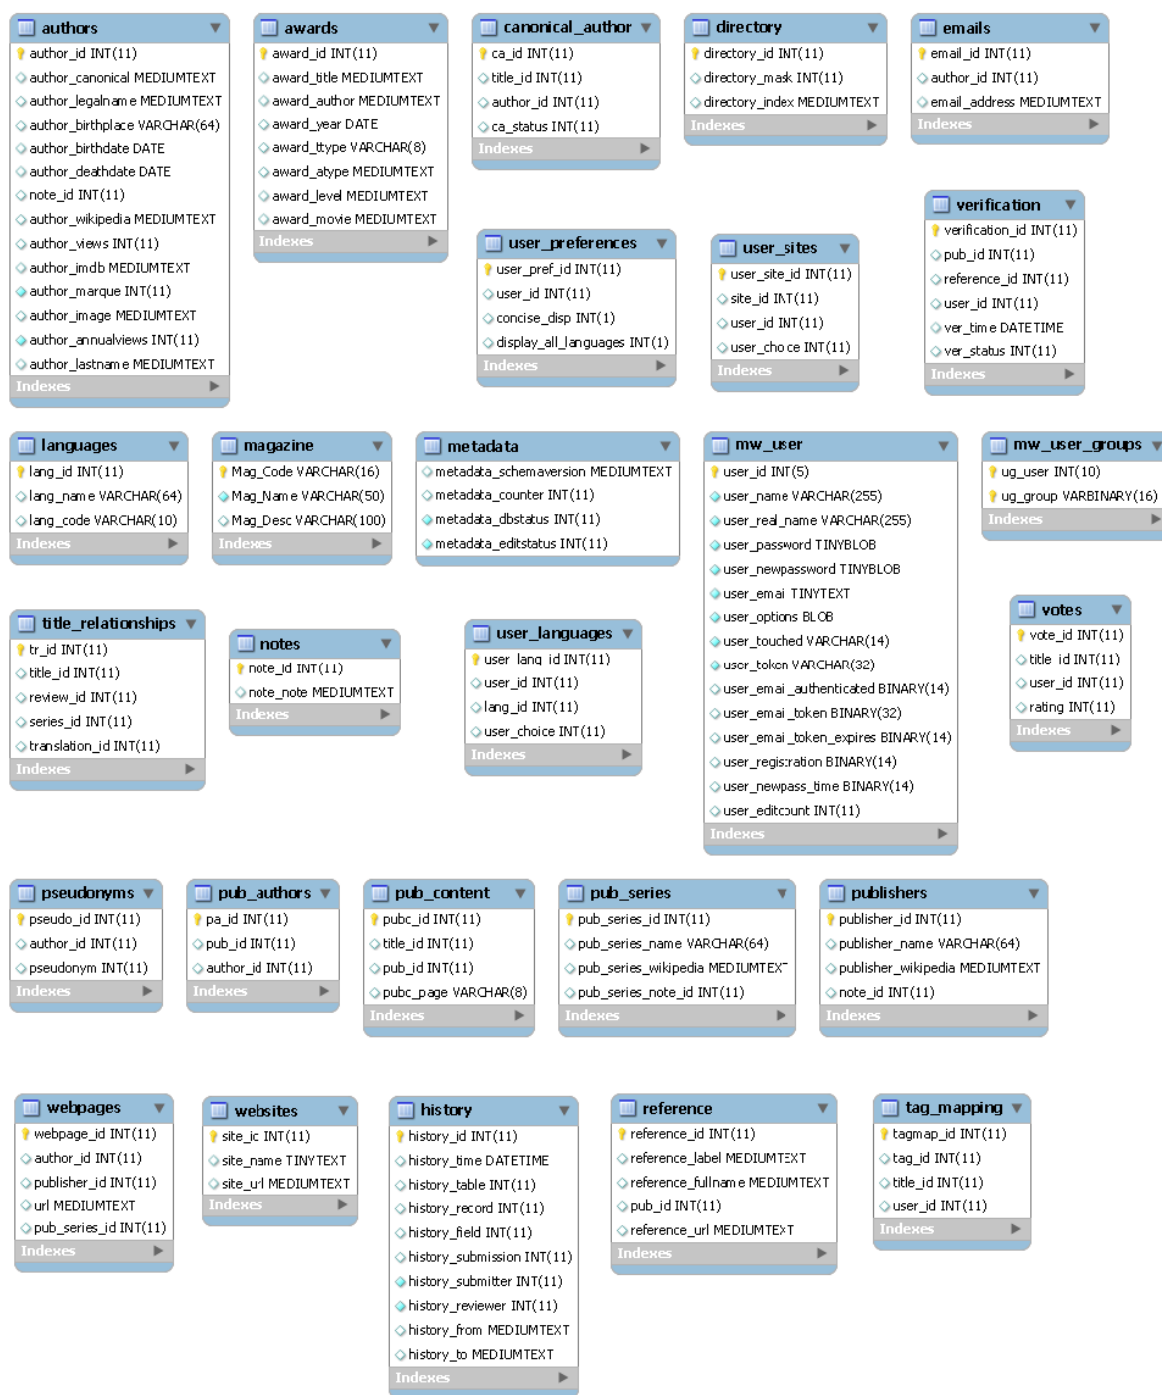 authors
author_id INT(11)
author_canonical MEDIUMTEXT
author_legalname MEDIUMTEXT
author_birthplace VARCHAR(64)
author_birthdate DATE
author_deathdate DATE
note_id INT(11)
author_wikipedia MEDIUMTEXT
author_views INT(11)
author_imdb MEDIUMTEXT
author_marque INT(11)
author_image MEDIUMTEXT
author_annualviews INT(11)
author_lastname MEDIUMTEXT
Indexes
awards
award_id INT(11)
award_title MEDIUMTEXT
award_author MEDIUMTEXT
award_year DATE
award_ttype VARCHAR(8)
award_atype MEDIUMTEXT
award_level MEDIUMTEXT
award_movie MEDIUMTEXT
Indexes
canonical_author
ca_id INT(11)
title_id INT(11)
author_id INT(11)
ca_status INT(11)
Indexes
directory
directory_id INT(11)
directory_mask INT(11)
directory_index MEDIUMTEXT
Indexes
emails
email_id INT(11)
author_id INT(11)
email_address MEDIUMTEXT
Indexes
user_preferences
user_pref_id INT(11)
user_id INT(11)
concise_disp INT(1)
display_all_languages INT(1)
Indexes
user_sites
user_site_id INT(11)
site_id INT(11)
user_id INT(11)
user_choice INT(11)
Indexes
verification
verification_id INT(11)
pub_id INT(11)
reference_id INT(11)
user_id INT(11)
ver_time DATETIME
ver_status INT(11)
Indexes
languages
lang_id INT(11)
lang_name VARCHAR(64)
lang_code VARCHAR(10)
Indexes
magazine
Mag_Code VARCHAR(16)
Mag_Name VARCHAR(50)
Mag_Desc VARCHAR(100)
Indexes
metadata
metadata_schemaversion MEDIUMTEXT
metadata_counter INT(11)
metadata_dbstatus INT(11)
metadata_editstatus INT(11)
mw_user
user_id INT(5)
user_name VARCHAR(255)
user_real_name VARCHAR(255)
user_password TINYBLOB
user_newpassword TINYBLOB
user_email TINYTEXT
user_options BLOB
user_touched VARCHAR(14)
user_token VARCHAR(32)
user_email_authenticated BINARY(14)
user_email_token BINARY(32)
user_email_token_expires BINARY(14)
user_registration BINARY(14)
user_newpass_time BINARY(14)
user_editcount INT(11)
Indexes
mw_user_groups
ug_user INT(10)
ug_group VARBINARY(16)
Indexes
title_relationships
tr_id INT(11)
title_id INT(11)
review_id INT(11)
series_id INT(11)
translation_id INT(11)
Indexes
notes
note_id INT(11)
note_note MEDIUMTEXT
Indexes
user_languages
user_lang_id INT(11)
user_id INT(11)
lang_id INT(11)
user_choice INT(11)
Indexes
votes
vote_id INT(11)
title_id INT(11)
user_id INT(11)
rating INT(11)
Indexes
pseudonyms
pseudo_id INT(11)
author_id INT(11)
pseudonym INT(11)
Indexes
pub_authors
pa_id INT(11)
pub_id INT(11)
author_id INT(11)
Indexes
pub_content
pubc_id INT(11)
title_id INT(11)
pub_id INT(11)
pubc_page VARCHAR(8)
Indexes
pub_series
pub_series_id INT(11)
pub_series_name VARCHAR(64)
pub_series_wikipedia MEDIUMTEXT
pub_series_note_id INT(11)
Indexes
publishers
publisher_id INT(11)
publisher_name VARCHAR(64)
publisher_wikipedia MEDIUMTEXT
note_id INT(11)
Indexes
webpages
webpage_id INT(11)
author_id INT(11)
publisher_id INT(11)
url MEDIUMTEXT
pub_series_id INT(11)
Indexes
websites
site_id INT(11)
site_name TINYTEXT
site_url MEDIUMTEXT
Indexes
history
history_id INT(11)
history_time DATETIME
history_table INT(11)
history_record INT(11)
history_field INT(11)
history_submission INT(11)
history_submitter INT(11)
history_reviewer INT(11)
history_from MEDIUMTEXT
history_to MEDIUMTEXT
Indexes
reference
reference_id INT(11)
reference_label MEDIUMTEXT
reference_fullname MEDIUMTEXT
pub_id INT(11)
reference_url MEDIUMTEXT
Indexes
tag_mapping
tagmap_id INT(11)
tag_id INT(11)
title_id INT(11)
user_id INT(11)
Indexes